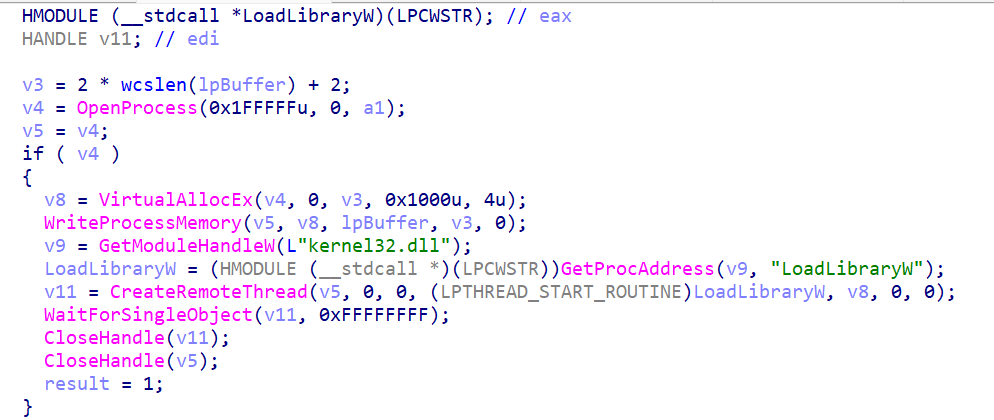 HMODULE (__stdcall *LoadLibraryW)(LPCWSTR); // eax
HANDLE v11; // edi
v3 = 2 * wcslen(lpBuffer) + 2;
v4 = OpenProcess(0x1FFFFFu, 0, a1);
v5 = v4;
if ( v4 )
{
v8 = VirtualAllocEx(v4, 0, v3, 0x1000u, 4u);
WriteProcessMemory(v5, v8, lpBuffer, v3, 0);
v9 = GetModuleHandleW(L"kernel32.dll");
LoadLibraryW = (HMODULE (__stdcall *)(LPCWSTR))GetProcAddress(v9, "LoadLibraryW");
v11 = CreateRemoteThread(v5, 0, 0, (LPTHREAD_START_ROUTINE)LoadLibraryW, v8, 0, 0);
WaitForSingleObject(v11, 0xFFFFFFFF);
CloseHandle(v11);
CloseHandle(v5);
result = 1;
}